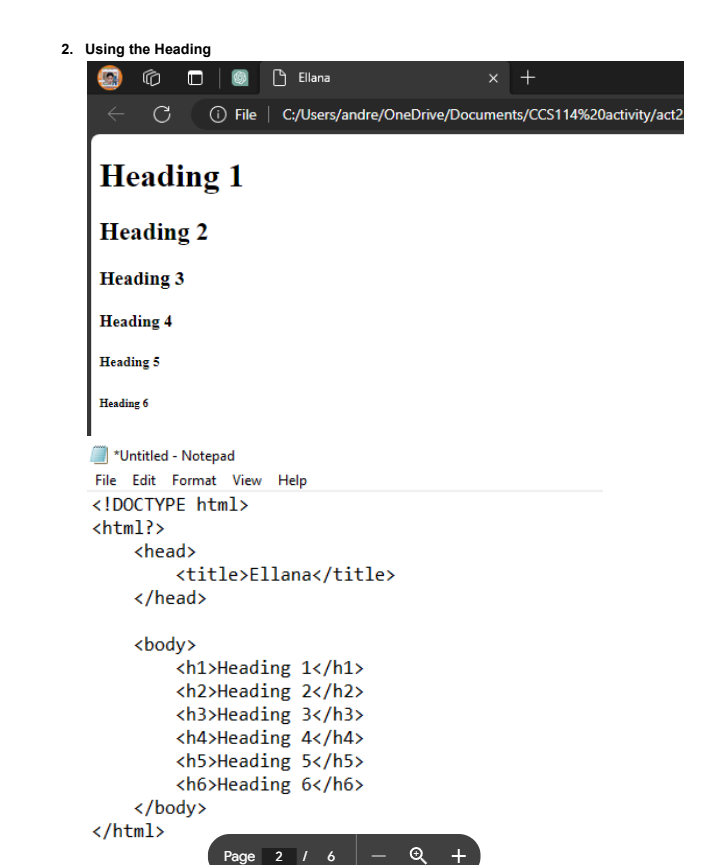 2. Using the Heading
Ellana
File | C:/Users/andre/OneDrive/Documents/CCS114%20activity/act2
Heading 1
Heading 2
Heading 3
Heading 4
Heading 5
Heading 6
*Untitled - Notepad
File Edit Format View Help
<!DOCTYPE html>
<html?>
<head>
<title>Ellana</title>
</head>
<body>
<h1>Heading 1</h1>
<h2>Heading 2</h2>
<h3>Heading 3</h3>
<h4>Heading 4</h4>
<h5>Heading 5</h5>
<h6>Heading 6</h6>
</body>
</html>
Page 2 / 6